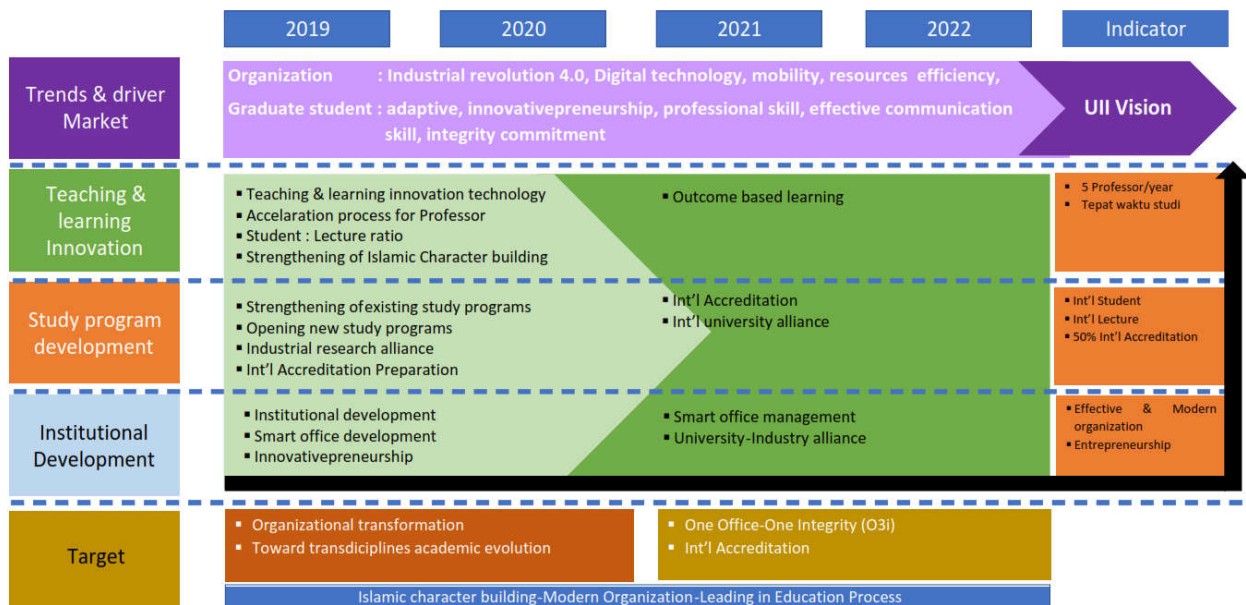 2019
2020
2021
2022
Indicator
Trends & driver
Market
Organization : Industrial revolution 4.0, Digital technology, mobility, resources efficiency,
Graduate student : adaptive, innovativepreneurship, professional skill, effective communication
skill, integrity commitment
UII Vision
Teaching &
learning
Innovation
▪ Teaching & learning innovation technology
▪ Accelaration process for Professor
▪ Student : Lecture ratio
▪ Strengthening of Islamic Character building
▪ Outcome based learning
▪ 5 Professor/year
▪ Tepat waktu studi
Study program
development
▪ Strengthening ofexisting study programs
▪ Opening new study programs
▪ Industrial research alliance
▪ Int'l Accreditation Preparation
▪ Int'l Accreditation
▪ Int'l university alliance
▪ Int'l Student
▪ Int'l Lecture
▪ 50% Int'l Accreditation
Institutional
Development
▪ Institutional development
▪ Smart office development
▪ Innovativepreneurship
▪ Smart office management
▪ University-Industry alliance
▪ Effective & Modern
organization
▪ Entrepreneurship
Target
▪ Organizational transformation
▪ Toward transdiciplines academic evolution
▪ One Office-One Integrity (O3i)
▪ Int'l Accreditation
Islamic character building-Modern Organization-Leading in Education Process